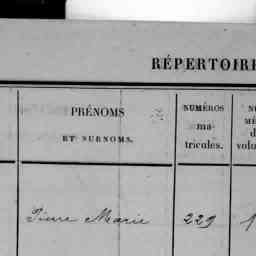 RÉPERTOIRE
PRÉNOMS
ET SURNOMS.
NUMÉROS
ma-
tricules.
Pierre Marie
229